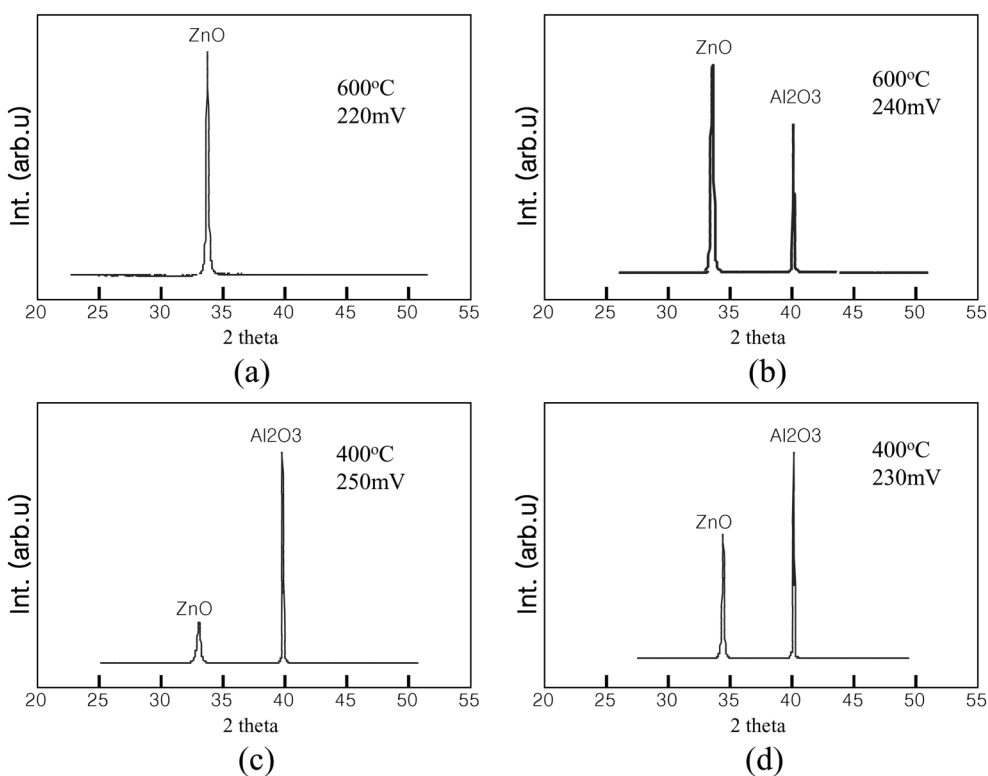 ZnO
600°C
220mV
Int. (arb.u)
20 25 30 35 40 45 50 55
2 theta
(a)
ZnO
Al2O3
600°C
240mV
Int. (arb.u)
20 25 30 35 40 45 50 55
2 theta
(b)
Al2O3
400°C
250mV
ZnO
Int. (arb.u)
20 25 30 35 40 45 50 55
2 theta
(c)
Al2O3
400°C
230mV
ZnO
Int. (arb.u)
20 25 30 35 40 45 50 55
2 theta
(d)